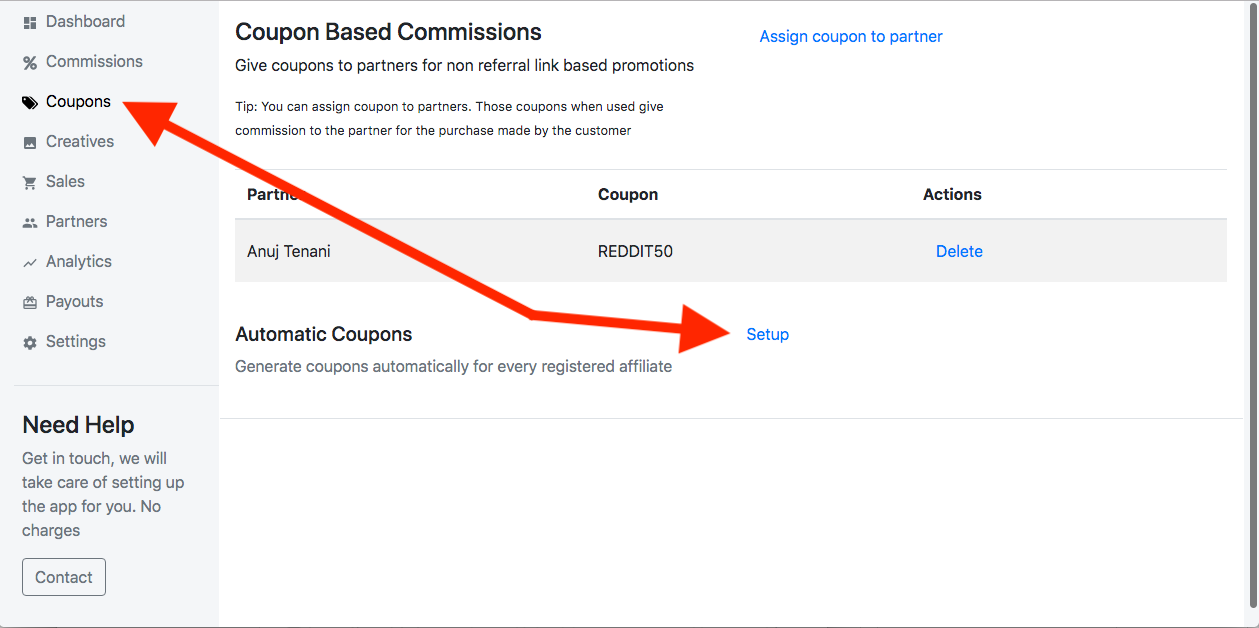 Dashboard
Commissions
Coupons
Creatives
Sales
Partners
Analytics
Payouts
Settings
Need Help
Get in touch, we will
take care of setting up
the app for you. No
charges
Contact
Coupon Based Commissions
Assign coupon to partner
Give coupons to partners for non referral link based promotions
Tip: You can assign coupon to partners. Those coupons when used give
commission to the partner for the purchase made by the customer
Partner Coupon Actions
Anuj Tenani REDDIT50 Delete
Automatic Coupons
Setup
Generate coupons automatically for every registered affiliate